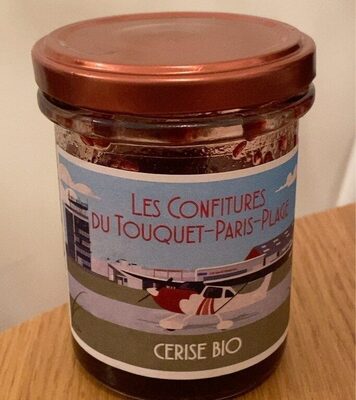 LES CONFITURES
DU TOUQUET-PARIS-PLAGE
CERISE BIO